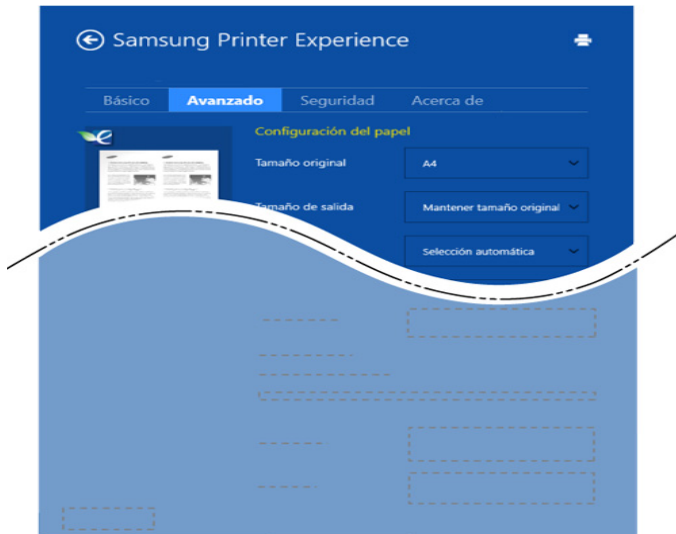 Samsung Printer Experience
Básico Avanzado Seguridad Acerca de
Configuración del papel
Tamaño original A4
Tamaño de salida Mantener tamaño original
Selección automática